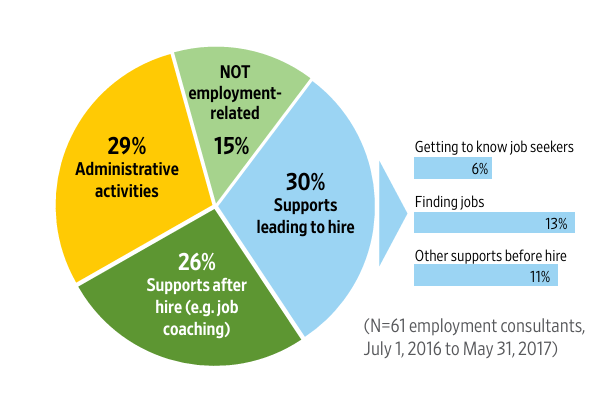 NOT
employment-
related
15%
29%
Administrative
activities
30%
Supports
leading to hire
26%
Supports after
hire (e.g. job
coaching)
Getting to know job seekers
6%
Finding jobs
13%
Other supports before hire
11%
(N=61 employment consultants,
July 1, 2016 to May 31, 2017)